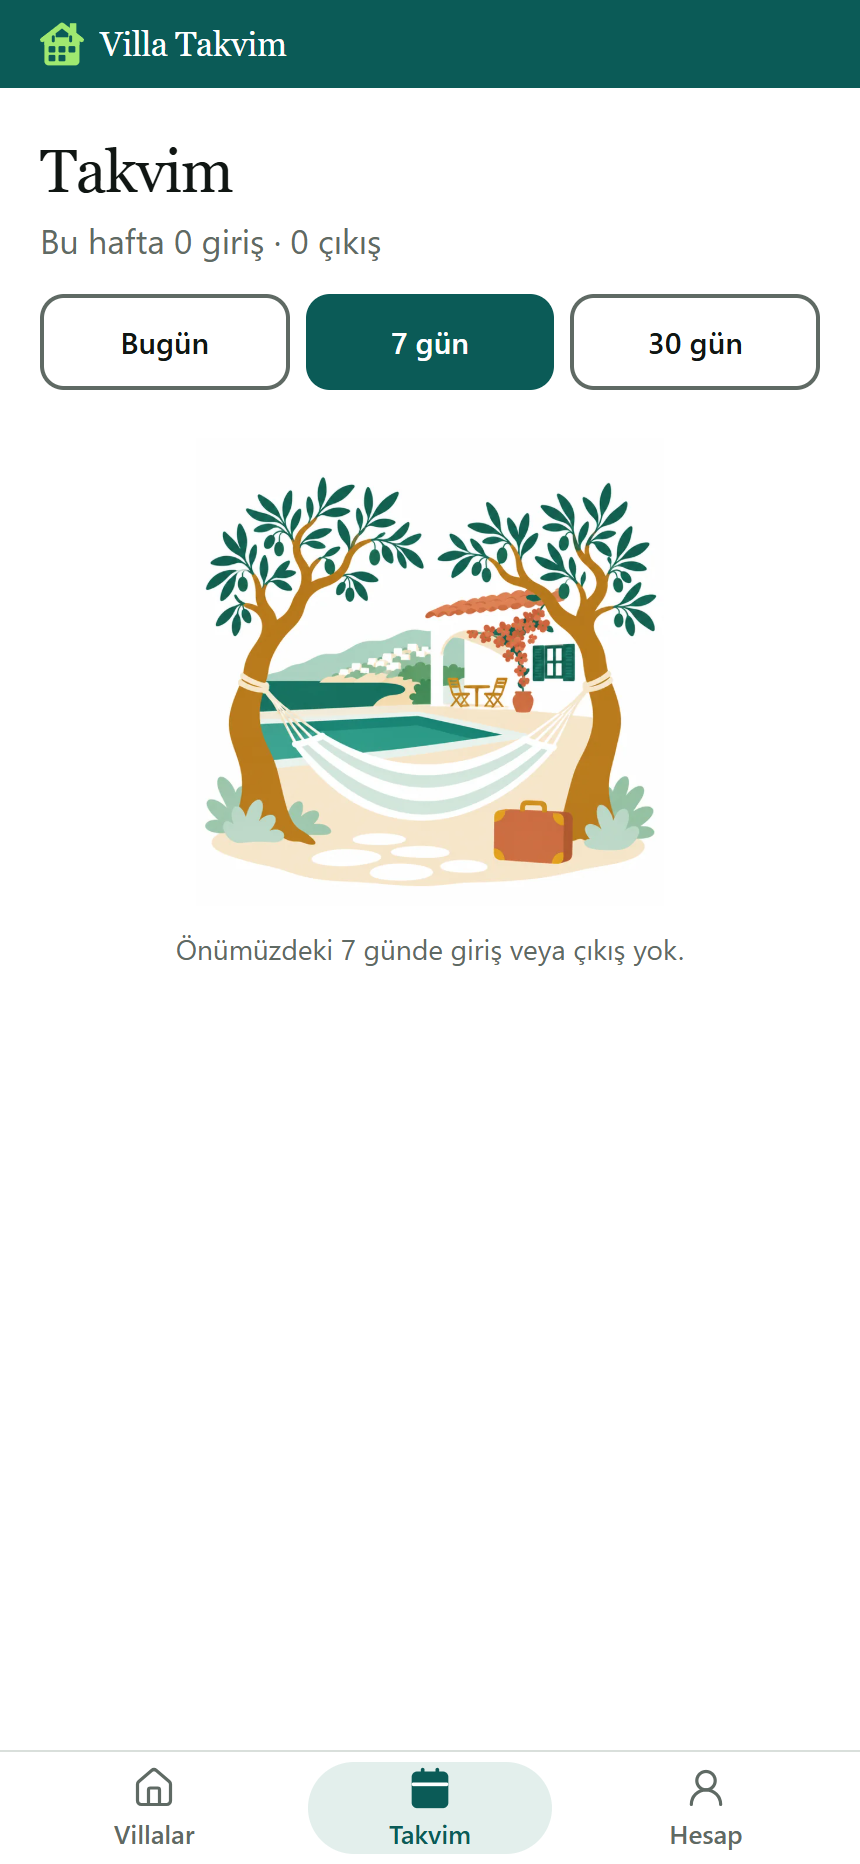 Villa Takvim
Takvim
Bu hafta 0 giriş · 0 çıkış
Bugün
7 gün
30 gün
Önümüzdeki 7 günde giriş veya çıkış yok.
Villalar
Takvim
Hesap